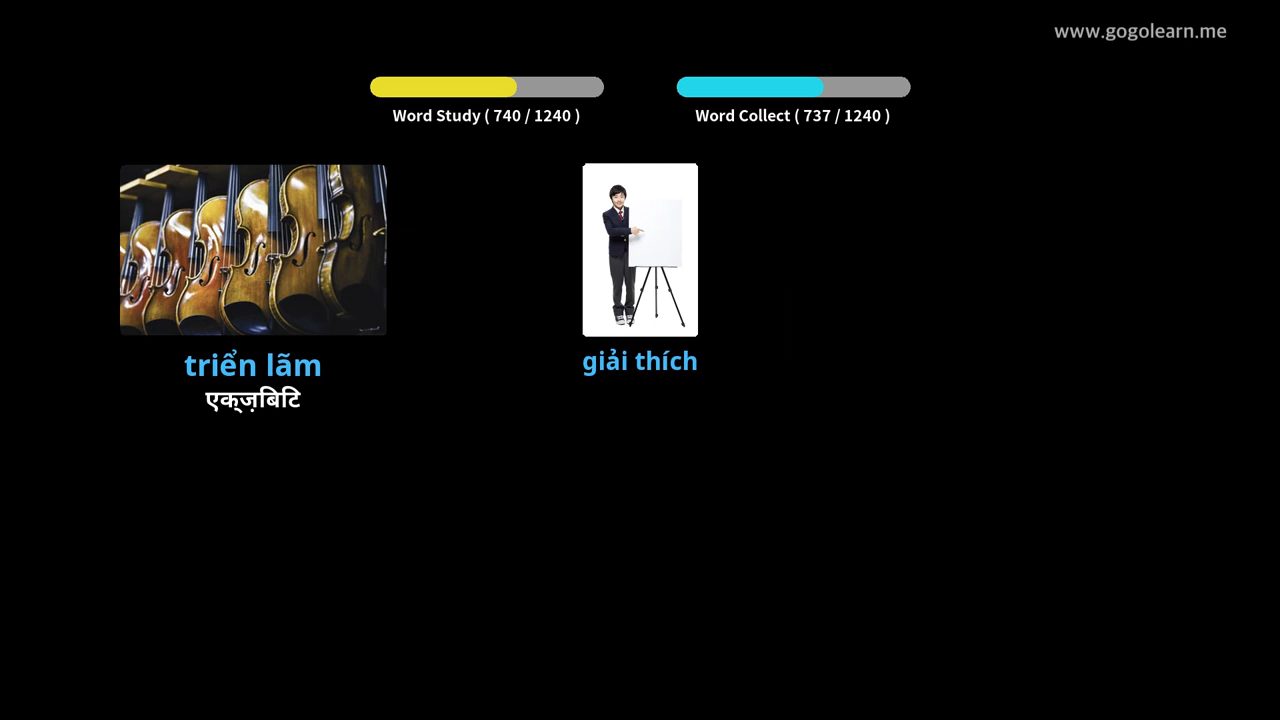 www.gogolearn.me
Word Study ( 740 / 1240 )
Word Collect ( 737 / 1240 )
triển lãm
एक्ज़बिटि
giải thích